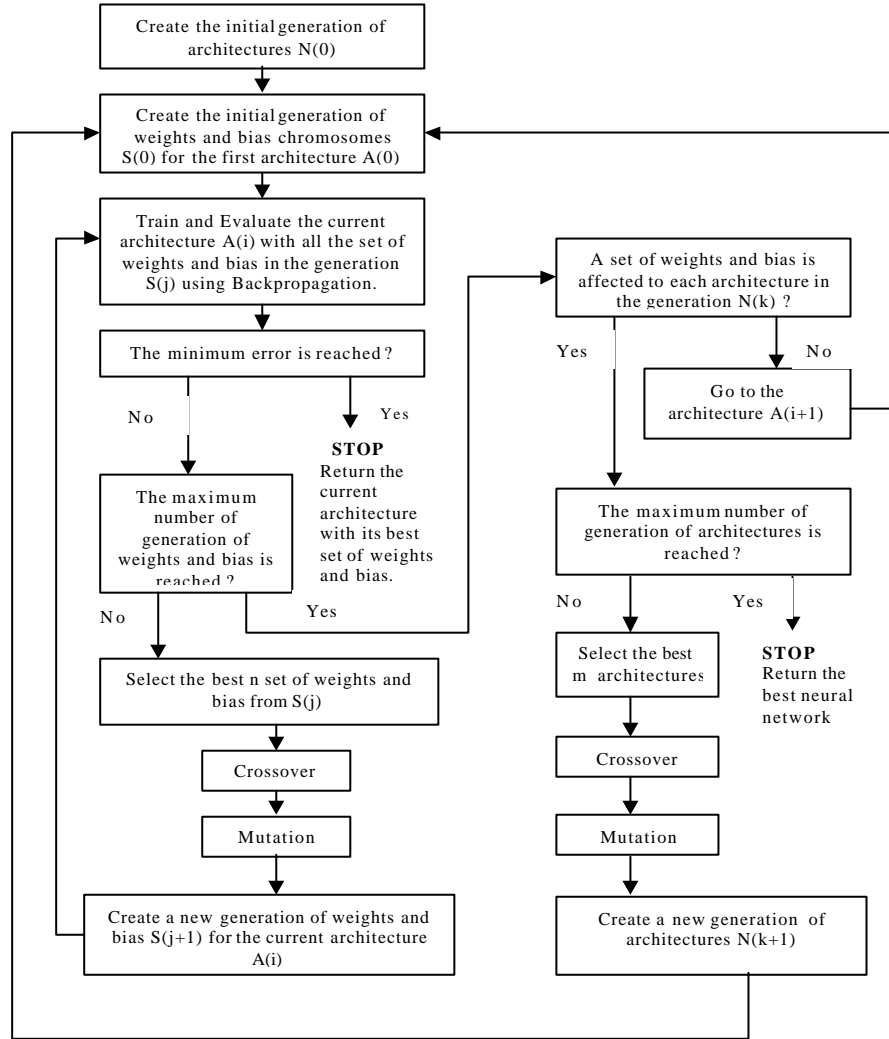 Create the initial generation of
architectures N(0)
Create the initial generation of
weights and bias chromosomes
S(0) for the first architecture A(0)
Train and Evaluate the current
architecture A(i) with all the set of
weights and bias in the generation
S(j) using Backpropagation.
The minimum error is reached ?
No
Yes
STOP
Return the
current
architecture
with its best
set of weights
and bias.
The maximum
number of
generation of
weights and bias is
reached ?
No
Yes
Select the best n set of weights and
bias from S(j)
Crossover
Mutation
Create a new generation of weights and
bias S(j+1) for the current architecture
A(i)
A set of weights and bias is
affected to each architecture in
the generation N(k) ?
Yes
No
Go to the
architecture A(i+1)
The maximum number of
generation of architectures is
reached ?
No
Yes
Select the best
m architectures
STOP
Return the
best neural
network
Crossover
Mutation
Create a new generation of
architectures N(k+1)